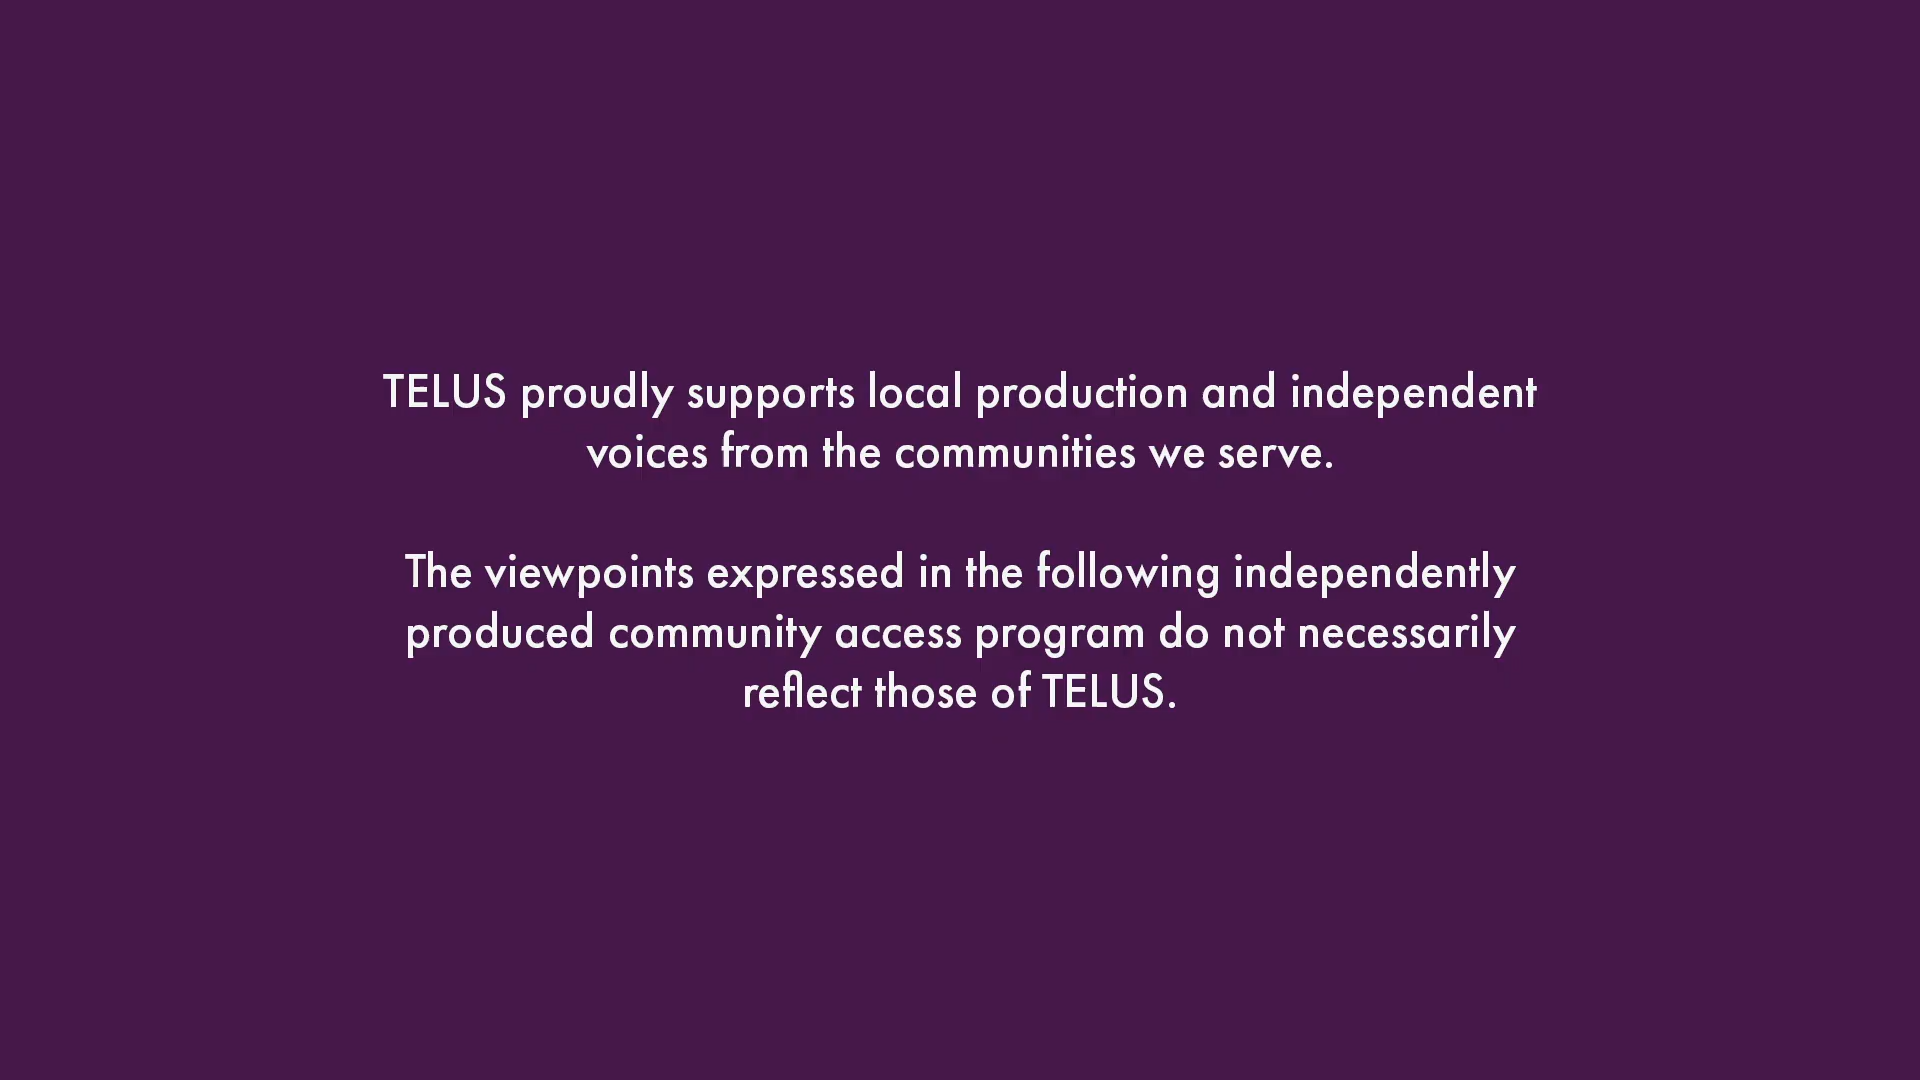 TELUS proudly supports local production and independent
voices from the communities we serve.
The viewpoints expressed in the following independently
produced community access program do not necessarily
reflect those of TELUS.